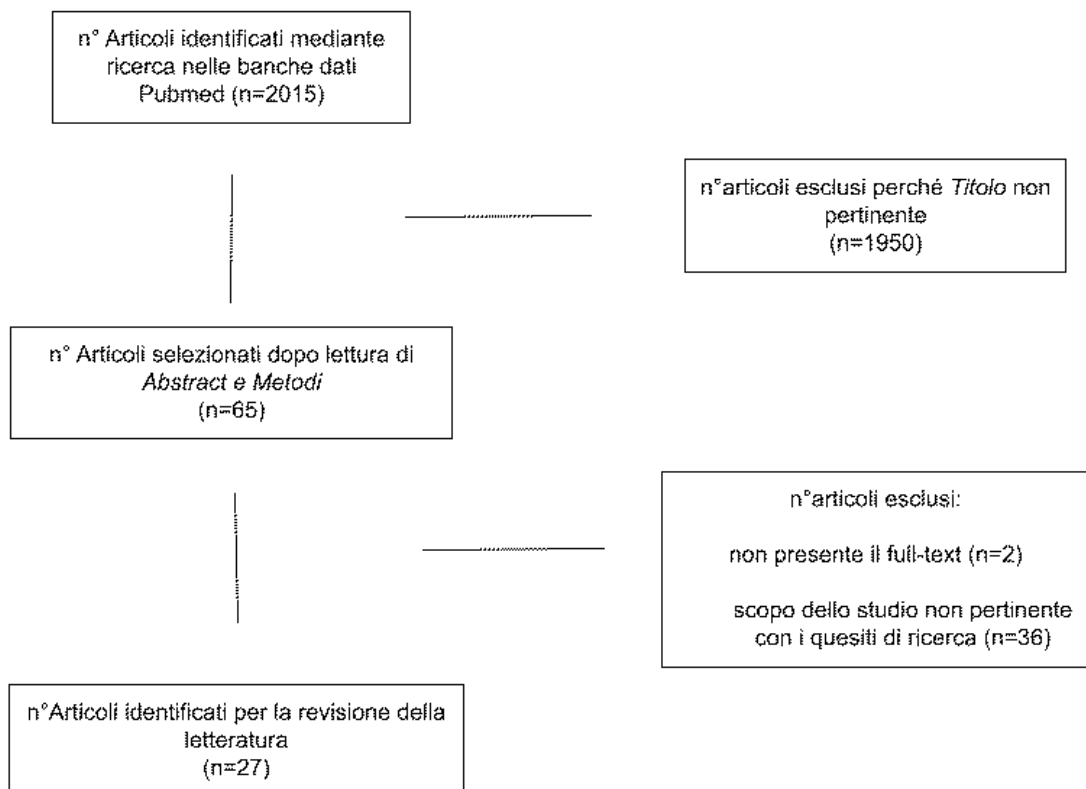 n° Articoli identificati mediante
ricerca nelle banche dati
Pubmed (n=2015)
n°articoli esclusi perché Titolo non
pertinente
(n=1950)
n° Articoli selezionati dopo lettura di
Abstract e Metodi
(n=65)
n°articoli esclusi:
non presente il full-text (n=2)
scopo dello studio non pertinente
con i quesiti di ricerca (n=36)
n°Articoli identificati per la revisione della
letteratura
(n=27)